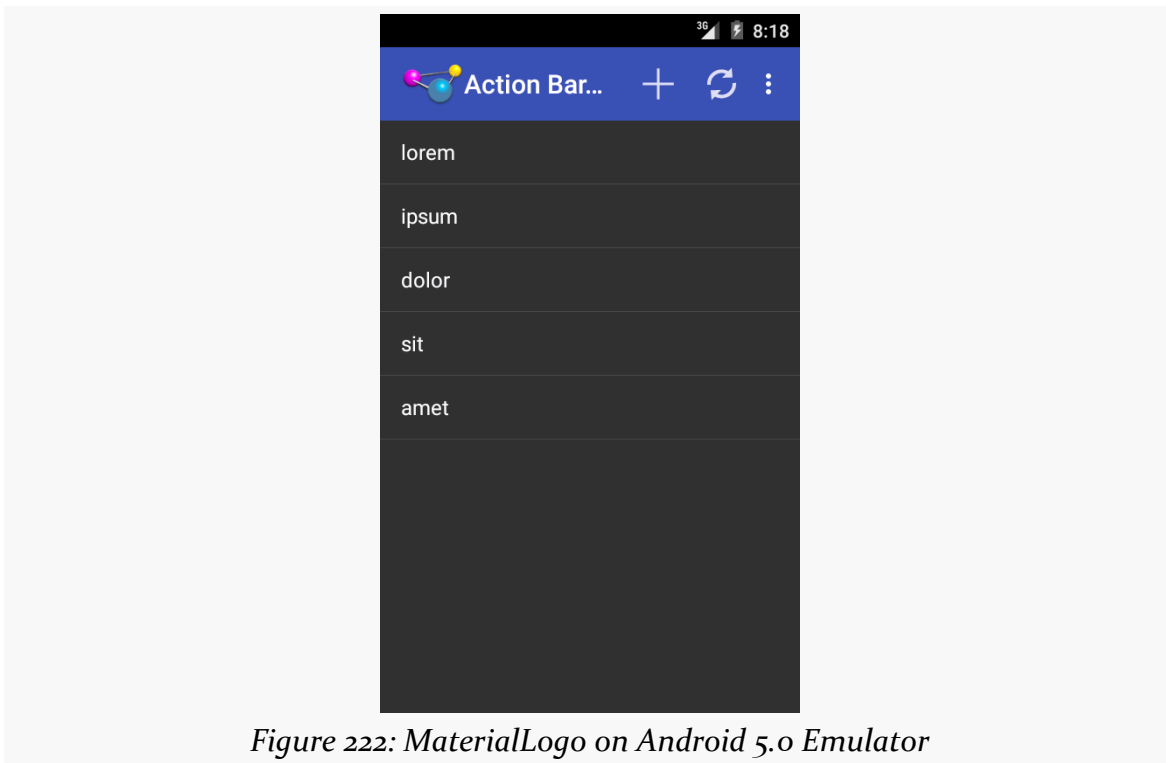 3G 8:18
Action Bar...
lorem
ipsum
dolor
sit
amet
Figure 222: MaterialLogo on Android 5.0 Emulator